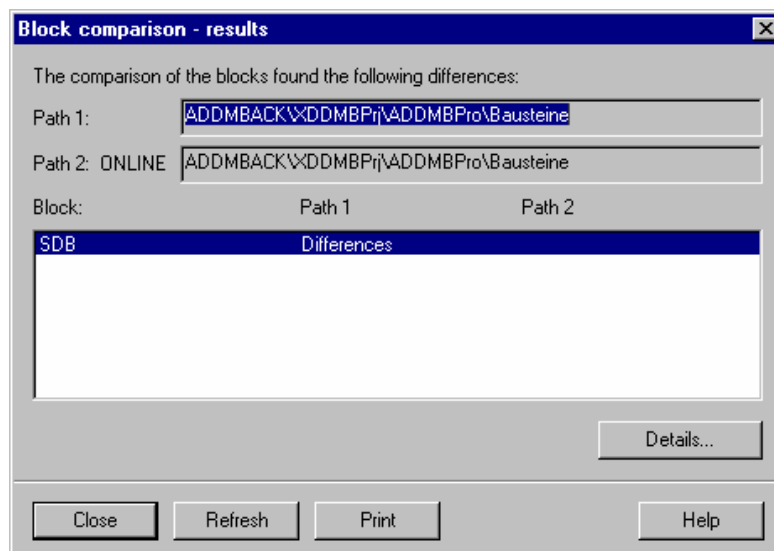 Block comparison - results
The comparison of the blocks found the following differences:
Path 1: ADDMBACK\XDDMBPrj\ADDMBPro\Bausteine
Path 2: ONLINE ADDMBACK\XDDMBPrj\ADDMBPro\Bausteine
Block: Path 1 Path 2
SDB Differences
Details...
Close Refresh Print Help